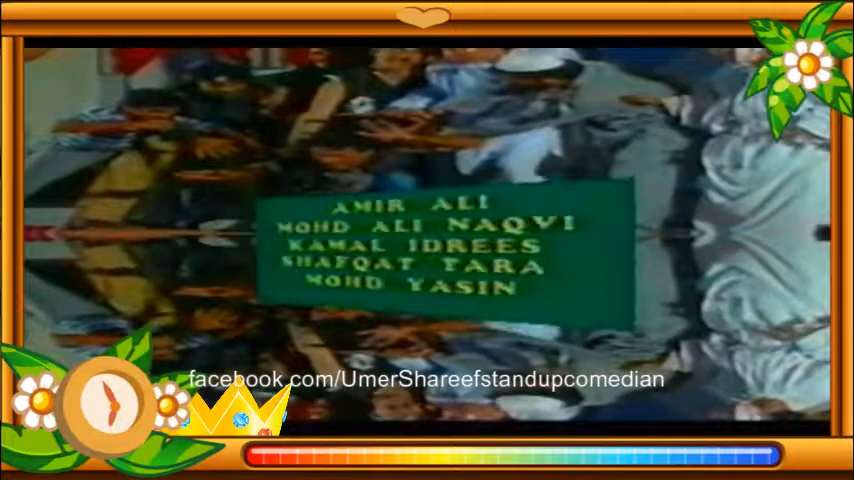 AMIR ALI
MOHD ALI NAQVI
KAMAL IDREES
SHAFQAT TARA
MOHD YASIN
facebook.com/UmerShareefstandupcomedian